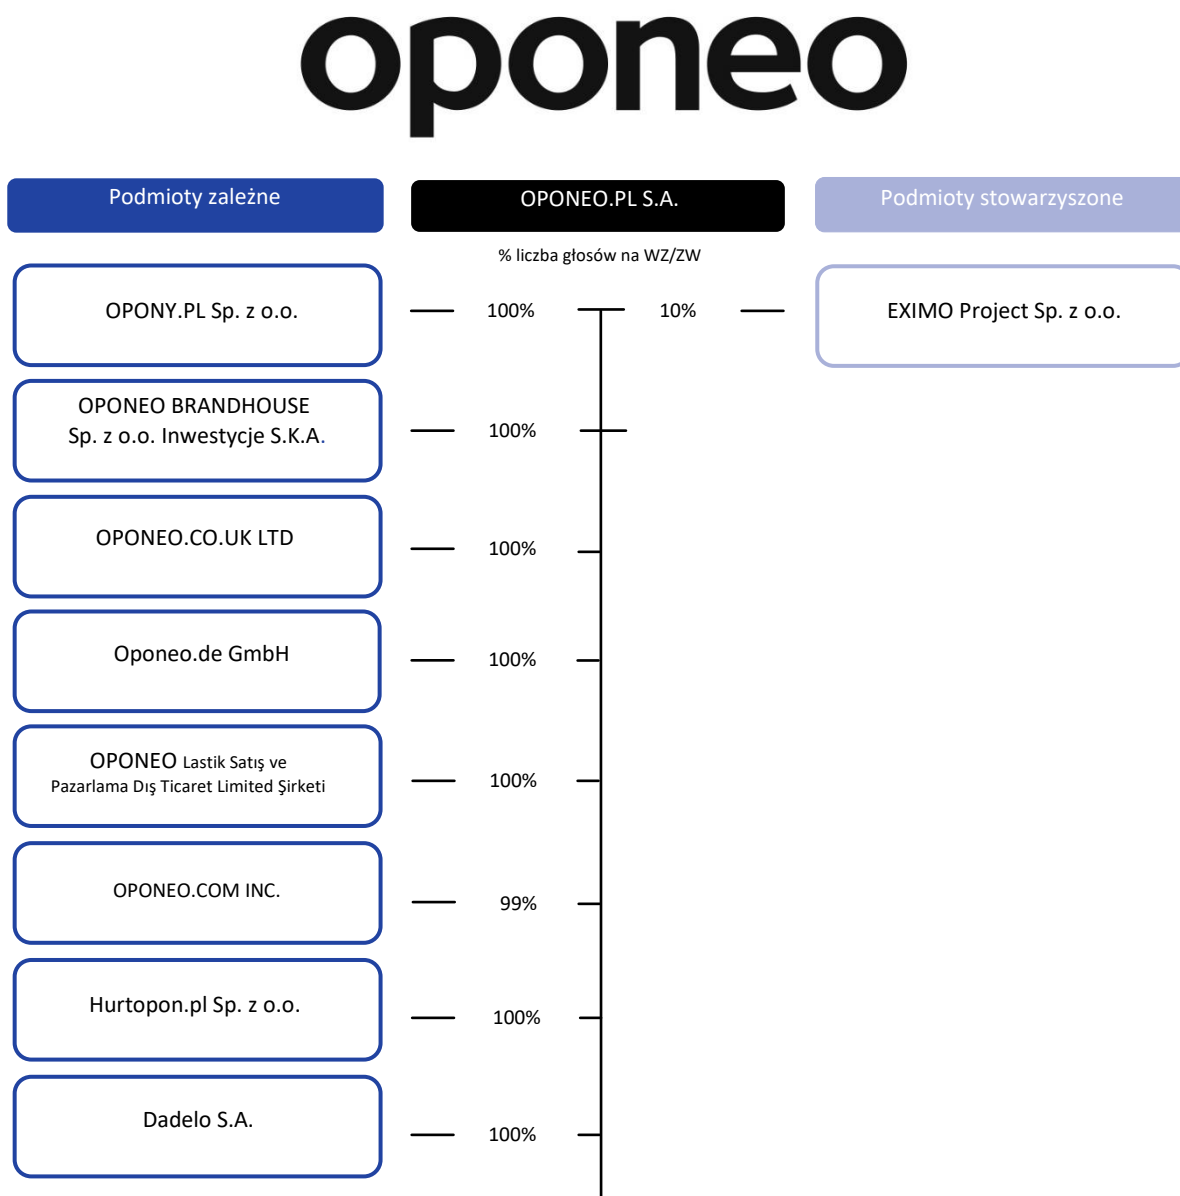 oponeo
Podmioty zależne
OPONEO.PL S.A.
Podmioty stowarzyszone
% liczba głosów na WZ/ZW
OPONY.PL Sp. z o.o.
100%
10%
EXIMO Project Sp. z o.o.
OPONEO BRANDHOUSE
Sp. z o.o. Inwestycje S.K.A.
100%
OPONEO.CO.UK LTD
100%
Oponeo.de GmbH
100%
OPONEO Lastik Satış ve
Pazarlama Dış Ticaret Limited Şirketi
100%
OPONEO.COM INC.
99%
Hurtopon.pl Sp. z o.o.
100%
Dadelo S.A.
100%